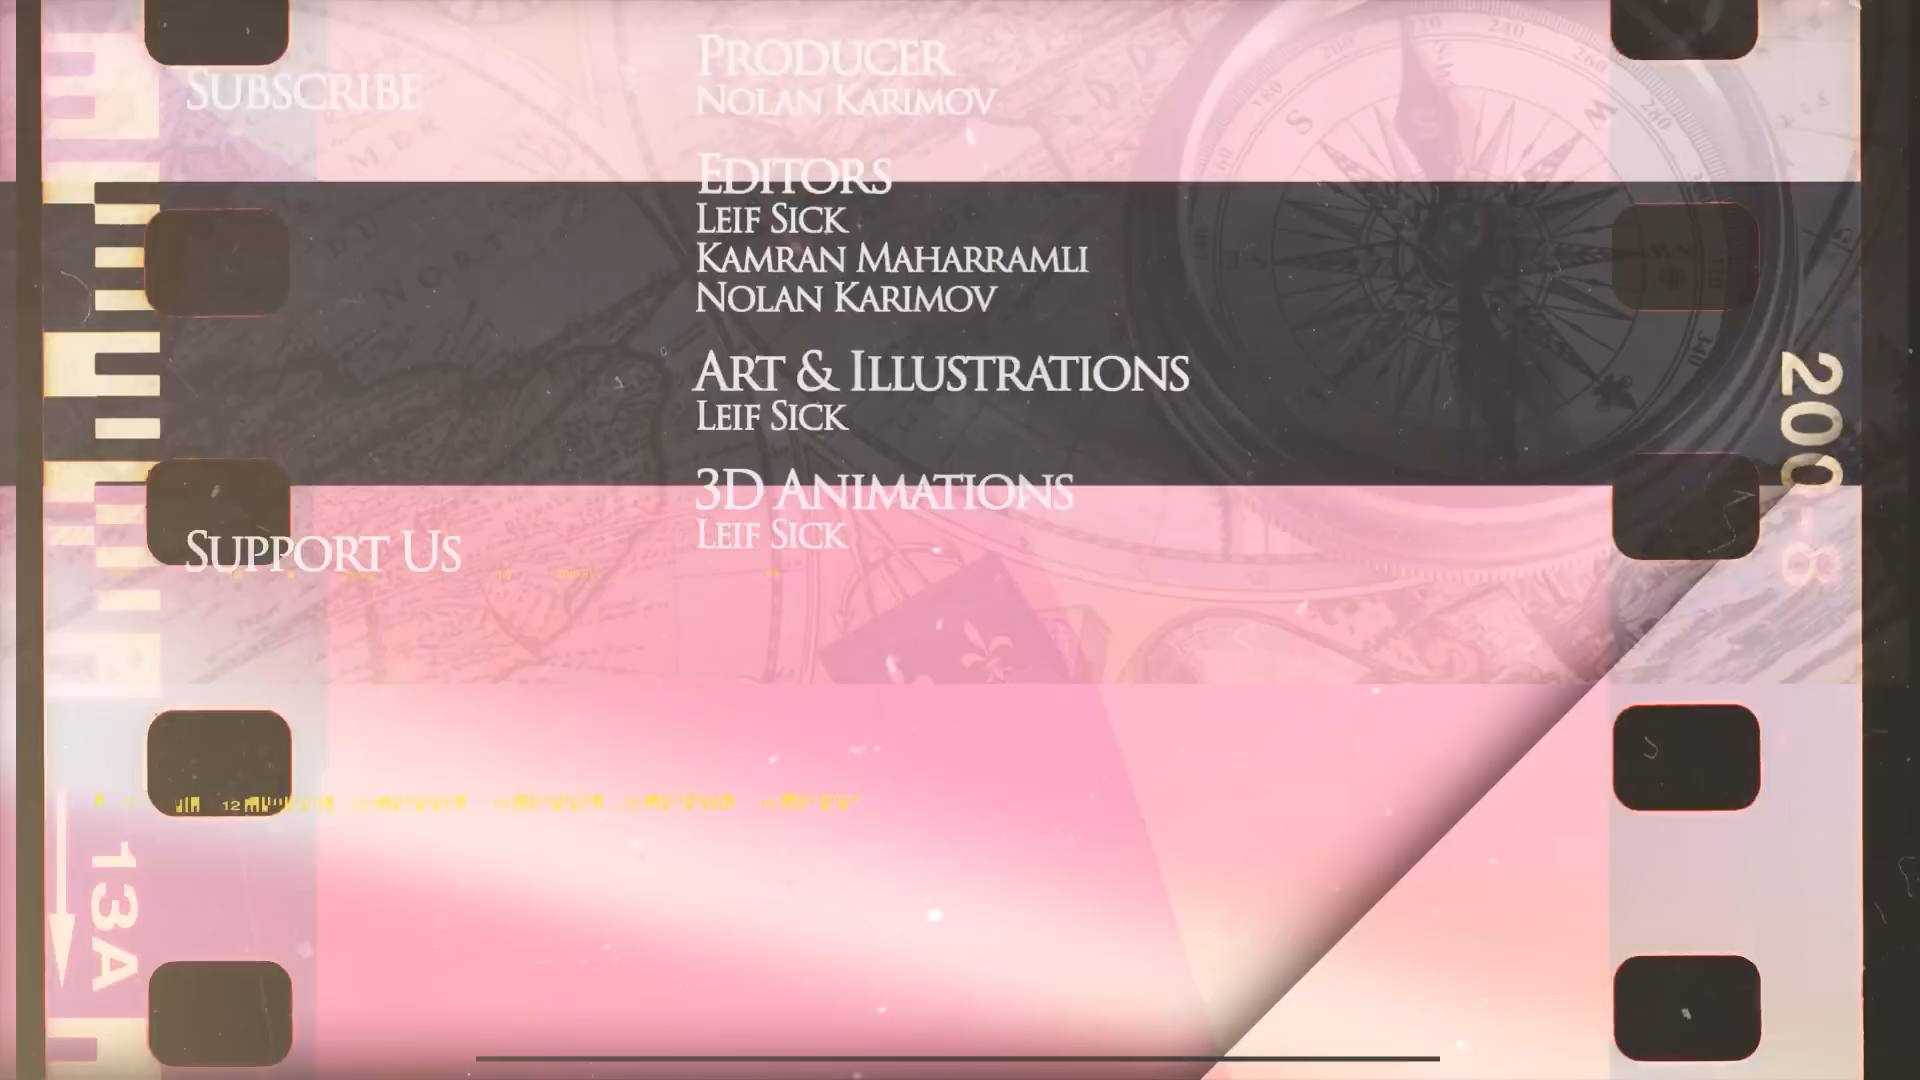 Subscribe
Producer
Nolan Karimov
Editors
Leif Sick
Kamran Maharramli
Nolan Karimov
Art & Illustrations
Leif Sick
3D Animations
Leif Sick
Support Us
200-8
13A
12